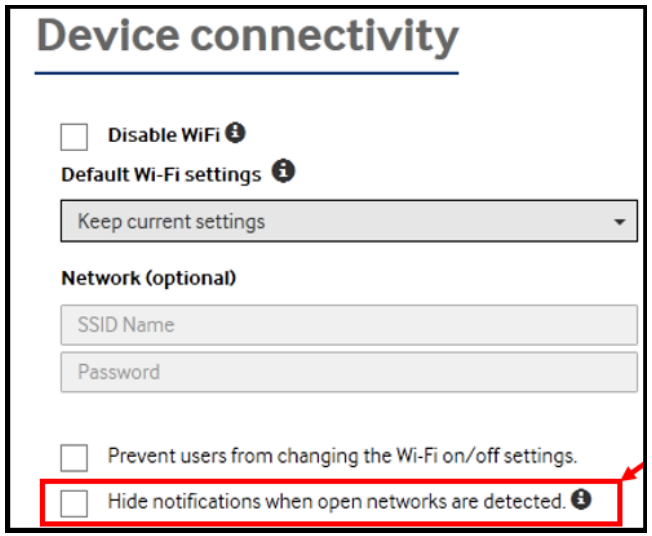 Device connectivity
Disable WiFi
Default Wi-Fi settings
Keep current settings
Network (optional)
SSID Name
Password
Prevent users from changing the Wi-Fi on/off settings.
Hide notifications when open networks are detected.